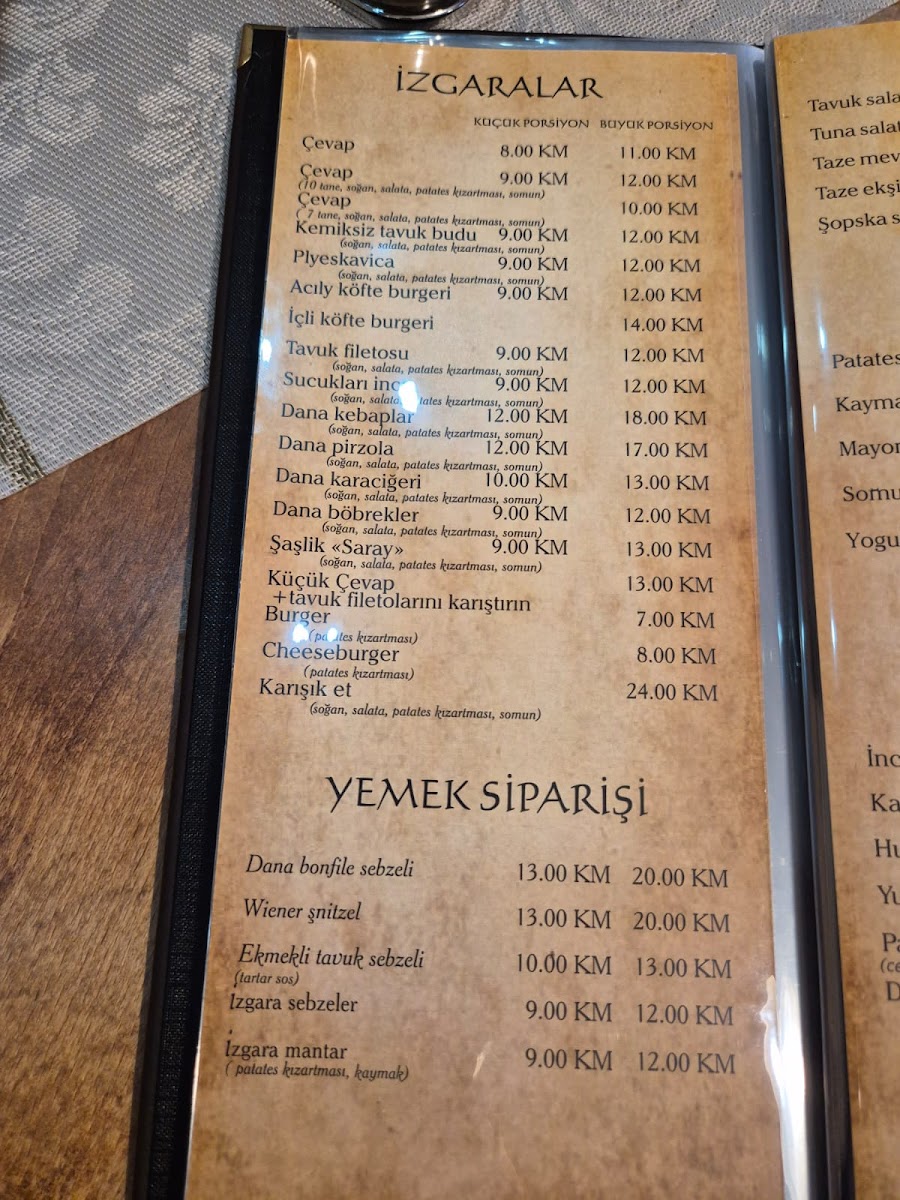 İZGARALAR
KÜÇÜK PORSİYON BÜYÜK PORSİYON
Çevap 8.00 KM 11.00 KM
Çevap 9.00 KM 12.00 KM
(10 tane, soğan, salata, patates kızartması, somun)
Çevap 10.00 KM
( 7 tane, soğan, salata, patates kızartması, somun)
Kemiksiz tavuk budu 9.00 KM 12.00 KM
(soğan, salata, patates kızartması, somun)
Plyeskavica 9.00 KM 12.00 KM
(soğan, salata, patates kızartması, somun)
Acıly köfte burgeri 9.00 KM 12.00 KM
İçli köfte burgeri 14.00 KM
Tavuk filetosu 9.00 KM 12.00 KM
(soğan, salata, patates kızartması, somun)
Sucukları 9.00 KM 12.00 KM
(soğan, salata, kızartması, somun)
Dana kebaplar 12.00 KM 18.00 KM
(soğan, salata, patates kızartması, somun)
Dana pirzola 12.00 KM 17.00 KM
(soğan, salata, patates kızartması, somun)
Dana karaciğeri 10.00 KM 13.00 KM
(soğan, salata, patates kızartması, somun)
Dana böbrekler 9.00 KM 12.00 KM
(soğan, salata, patates kızartması, somun)
Şaşlik «Saray» 9.00 KM 13.00 KM
(soğan, salata, patates kızartması, somun)
Küçük Çevap 13.00 KM
+tavuk filetolarını karıştırın
Burger 7.00 KM
(patates kızartması)
Cheeseburger 8.00 KM
(patates kızartması)
Karışık et 24.00 KM
(soğan, salata, patates kızartması, somun)
YEMEK SİPARİŞİ
Dana bonfile sebzeli 13.00 KM 20.00 KM
Wiener şnitzel 13.00 KM 20.00 KM
Ekmekli tavuk sebzeli 10.00 KM 13.00 KM
(tartar sos)
İzgara sebzeler 9.00 KM 12.00 KM
İzgara mantar 9.00 KM 12.00 KM
( patates kızartması, kaymak)
Tavuk
Tuna
Taze
Taze
Şopska
Patates